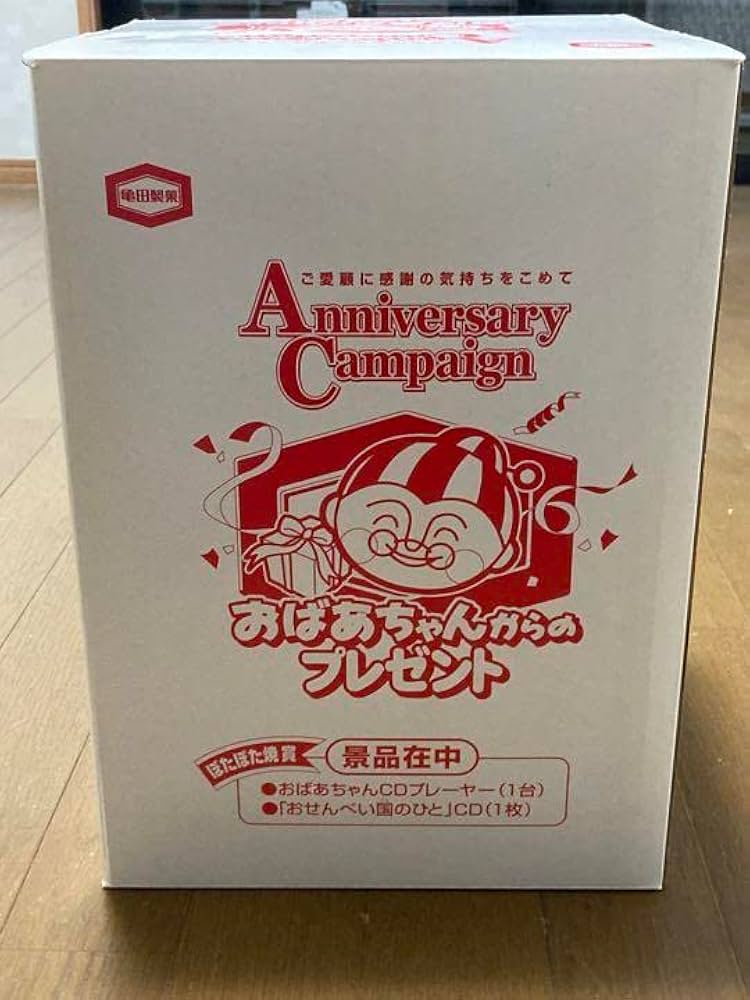 亀田製菓
ご愛顧に感謝の気持ちをこめて
Anniversary
Campaign
おばあちゃんからの
プレゼント
ぽたぽた焼賞
景品在中
●おばあちゃんCDプレーヤー(1台)
●「おせんべい国のひと」CD(1枚)